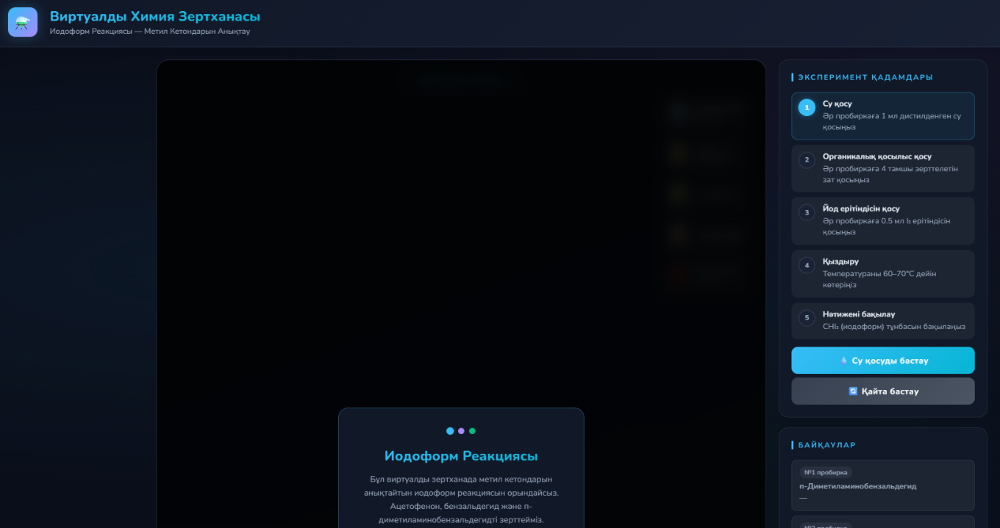 Виртуалды Химия Зертханасы
Иодоформ Реакциясы — Метил Кетондарын Анықтау
ЭКСПЕРИМЕНТ ҚАДАМДАРЫ
1
Су қосу
Әр пробиркаға 1 мл дистилденген су
қосыңыз
2
Органикалық қосылыс қосу
Әр пробиркаға 4 тамшы зерттелетін
зат қосыңыз
3
Йод ерітіндісін қосу
Әр пробиркаға 0.5 мл I₂ ерітіндісін
қосыңыз
4
Қыздыру
Температураны 60–70°C дейін
көтеріңіз
5
Нәтижені бақылау
CHI₃ (иодоформ) тұнбасын бақылаңыз
Су қосуды бастау
Қайта бастау
Иодоформ Реакциясы
Бұл виртуалды зертханада метил кетондарын
анықтайтын иодоформ реакциясын орындайсыз.
Ацетофенон, бензальдегид және п-
диметиламинобензальдегидті зерттейміз.
БАЙҚАУЛАР
№1 пробирка
п-Диметиламинобензальдегид
—